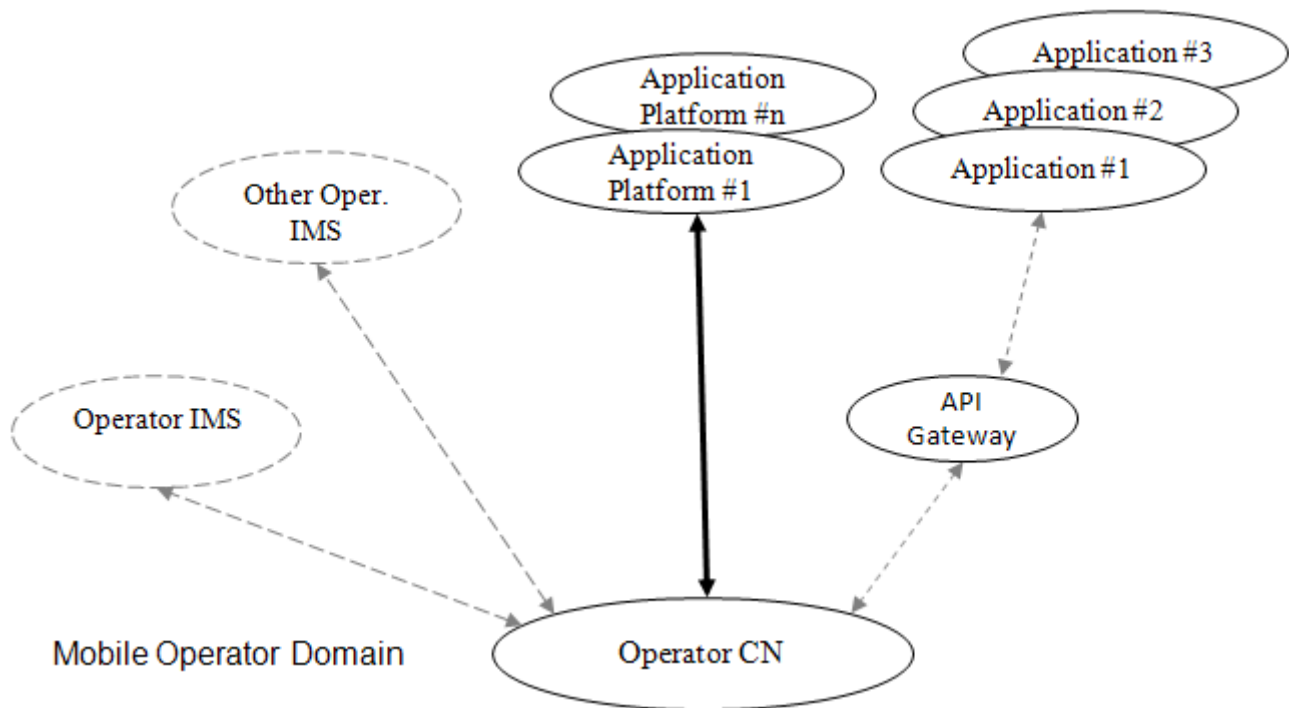 Application #3
Application
Platform #n
Application #2
Application
Platform #1
Application #1
Other Oper.
IMS
Operator IMS
API
Gateway
Mobile Operator Domain
Operator CN